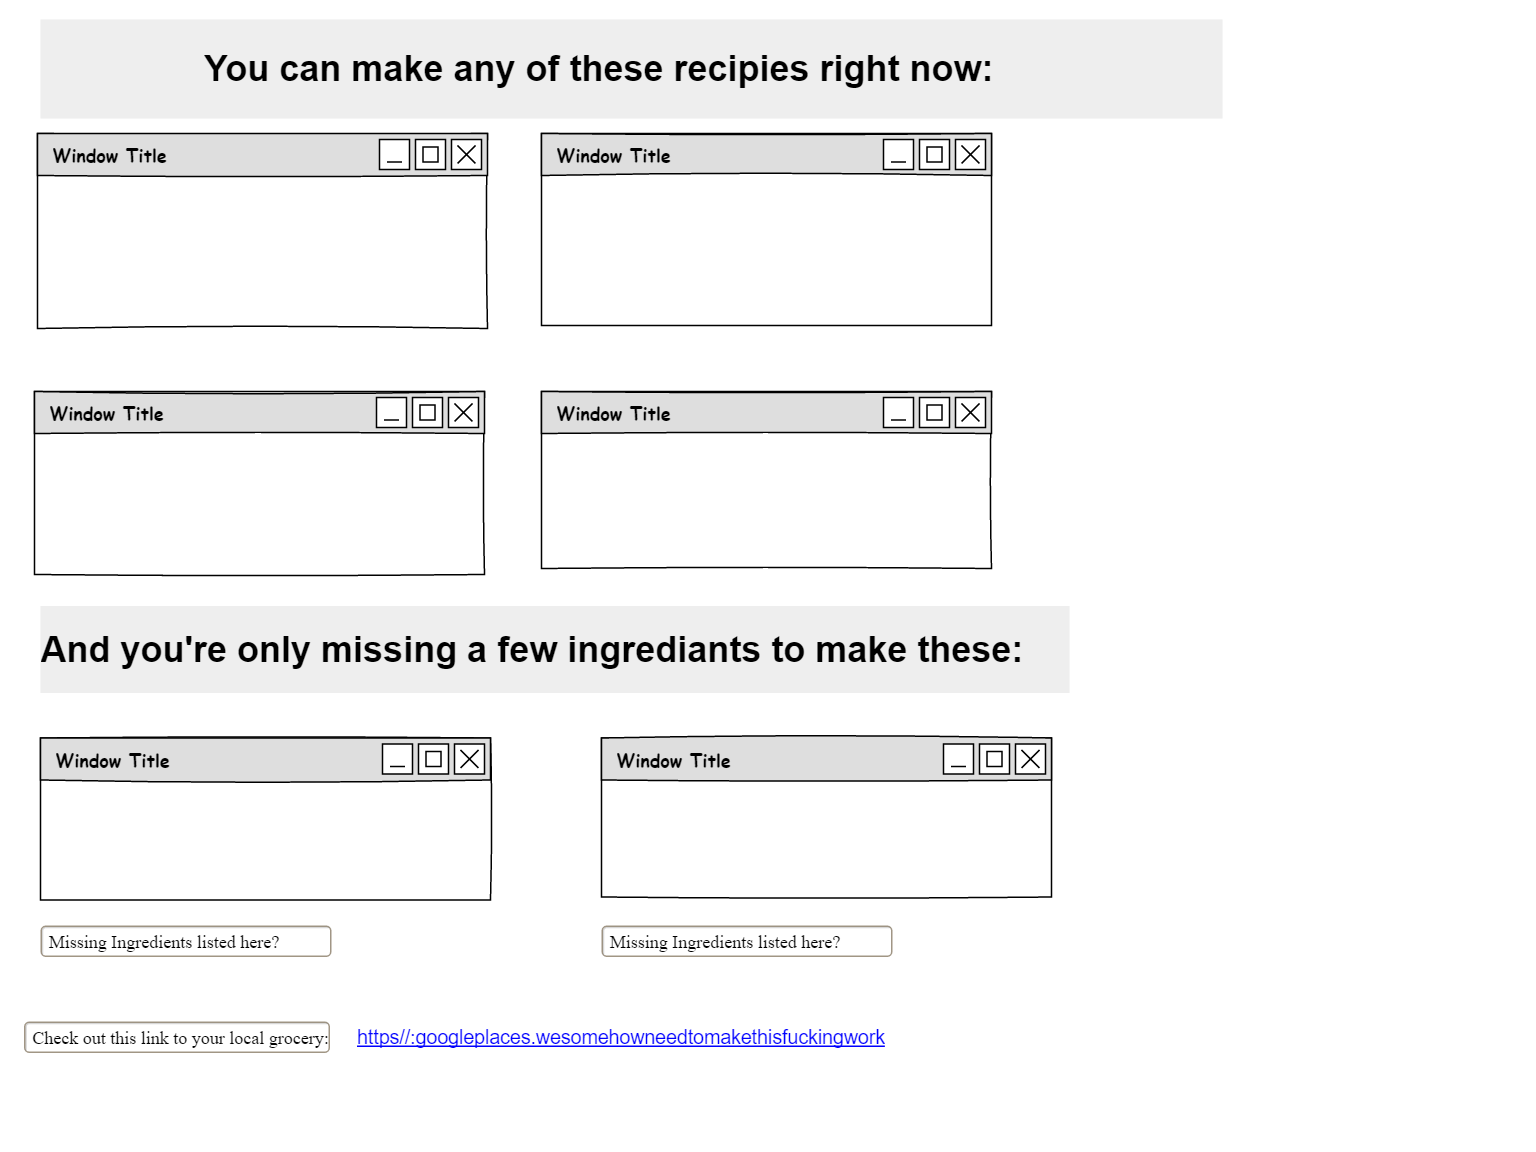 You can make any of these recipies right now:
Window Title
Window Title
Window Title
Window Title
And you're only missing a few ingrediants to make these:
Window Title
Window Title
Missing Ingredients listed here?
Missing Ingredients listed here?
Check out this link to your local grocery:
https//:googleplaces.wesomehowneedtomakethisfuckingwork